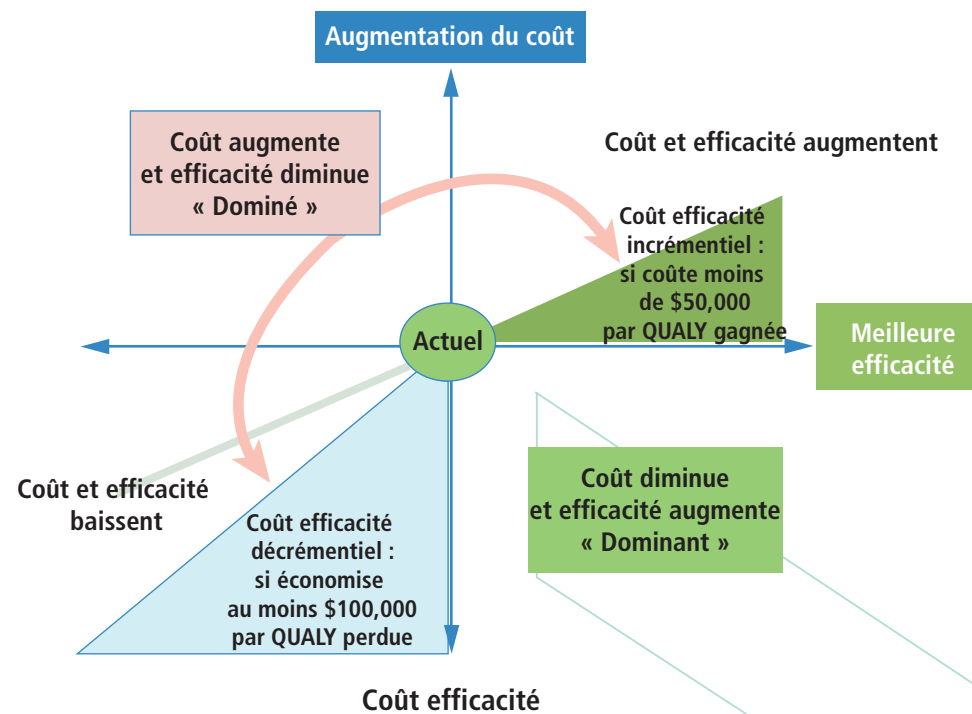 Augmentation du coût
Coût augmente
et efficacité diminue
« Dominé »
Coût et efficacité augmentent
Coût efficacité
incrémentiel :
si coûte moins
de $50,000
par QUALY gagnée
Actuel
Meilleure
efficacité
Coût et efficacité
baissent
Coût efficacité
décrémentiel :
si économise
au moins $100,000
par QUALY perdue
Coût diminue
et efficacité augmente
« Dominant »
Coût efficacité